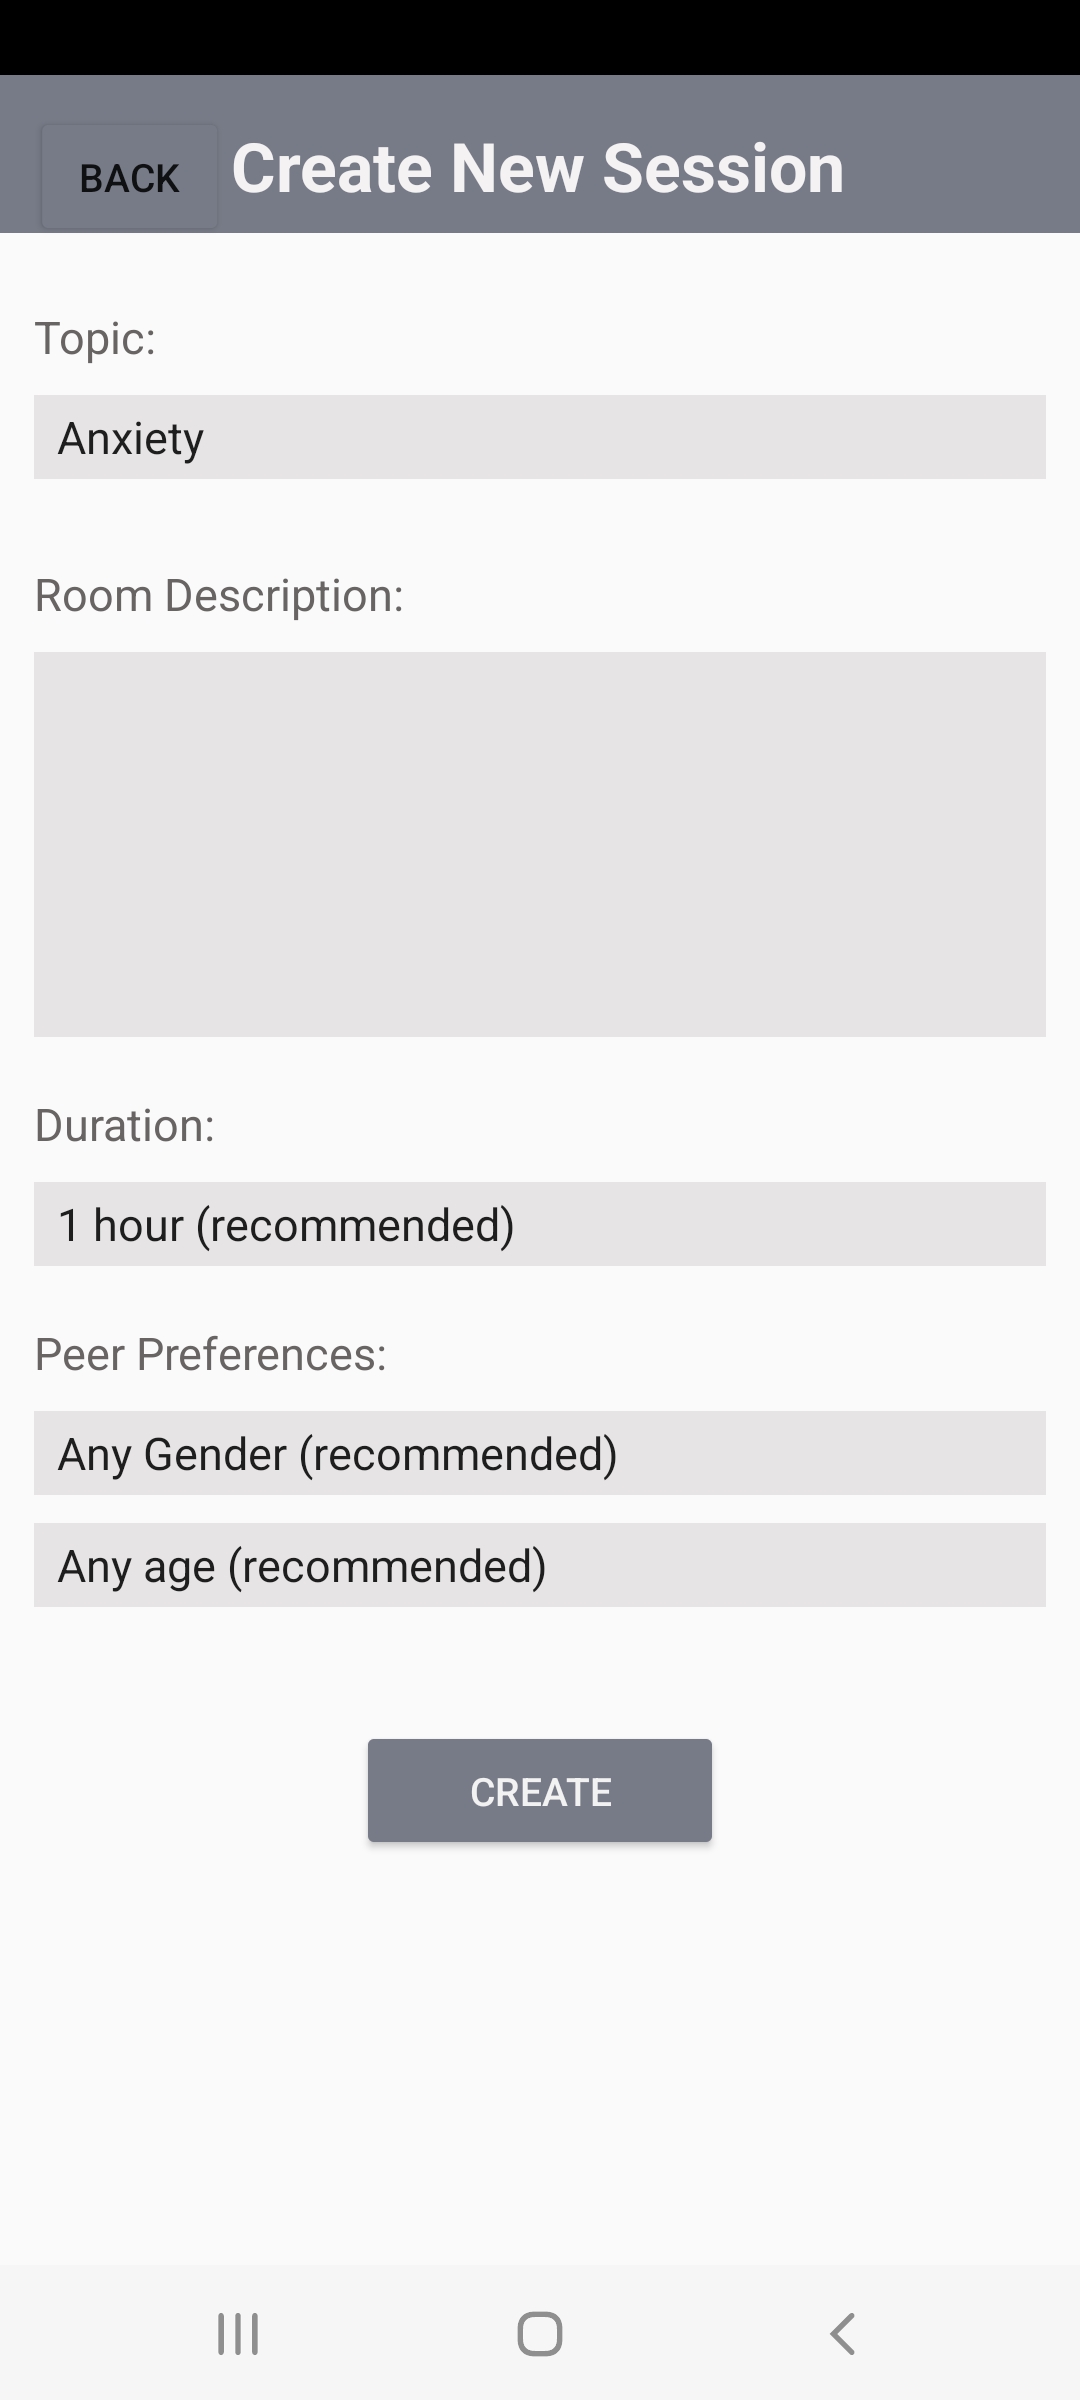 BACK
Create New Session
Topic:
Anxiety
Room Description:
Duration:
1 hour (recommended)
Peer Preferences:
Any Gender (recommended)
Any age (recommended)
CREATE